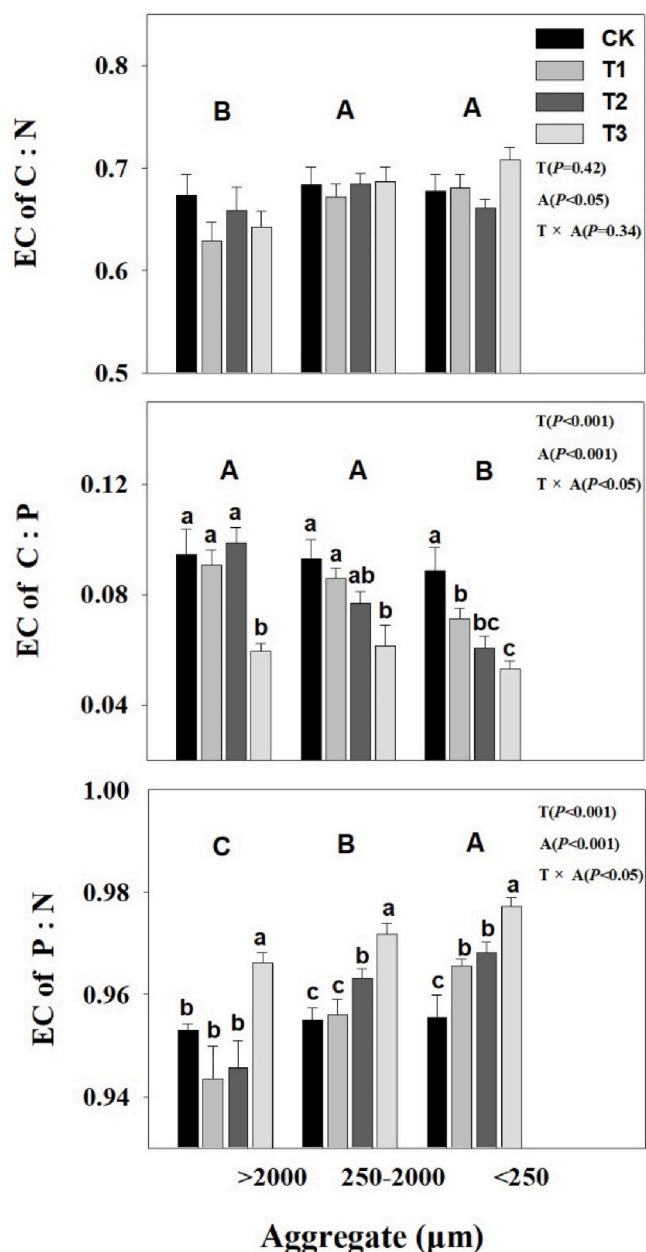 EC of C : N
0.8
0.7
0.6
0.5
B
A
A
CK
T1
T2
T3
T(P=0.42)
A(P<0.05)
T × A(P=0.34)
EC of C : P
0.12
0.08
0.04
A
A
B
a
a
a
b
a
a
ab
b
a
b
bc
c
T(P<0.001)
A(P<0.001)
T × A(P<0.05)
EC of P : N
1.00
0.98
0.96
0.94
C
B
A
b
b
b
a
c
c
b
a
c
b
b
a
T(P<0.001)
A(P<0.001)
T × A(P<0.05)
>2000 250-2000 <250
Aggregate (µm)